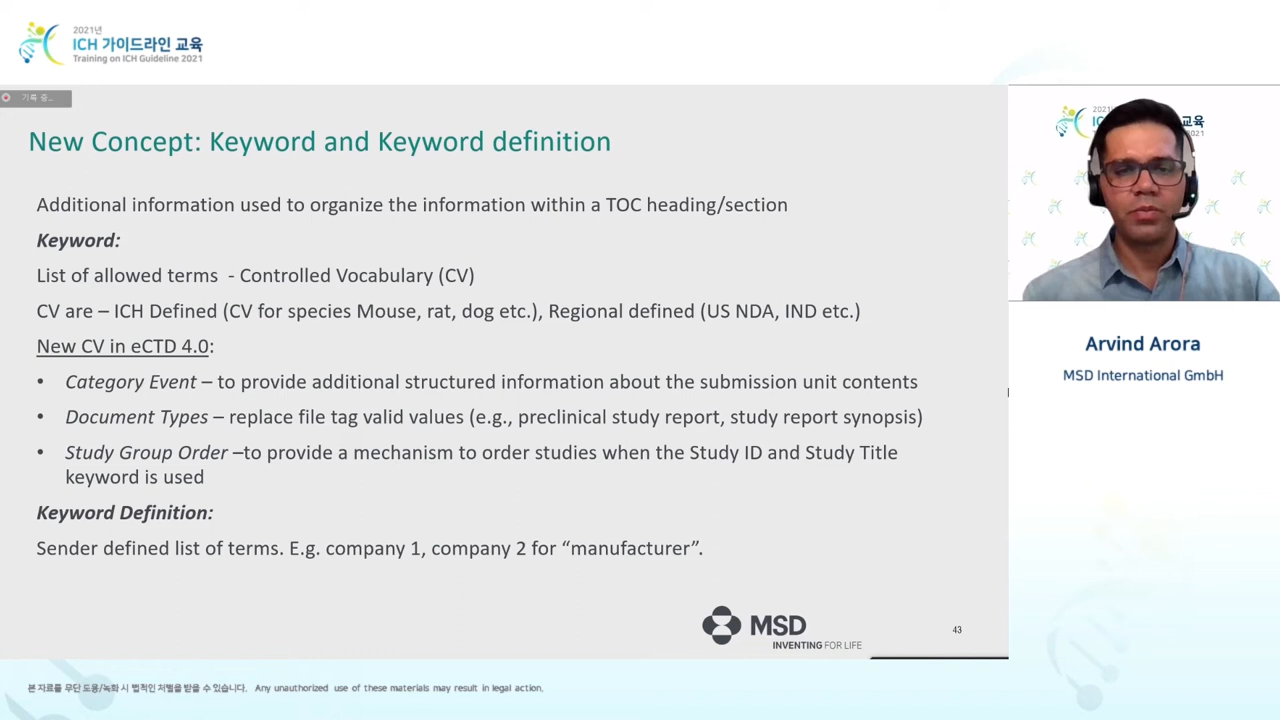 2021년
ICH 가이드라인 교육
Training on ICH Guideline 2021
기록 중...
New Concept: Keyword and Keyword definition
Additional information used to organize the information within a TOC heading/section
Keyword:
List of allowed terms - Controlled Vocabulary (CV)
CV are – ICH Defined (CV for species Mouse, rat, dog etc.), Regional defined (US NDA, IND etc.)
New CV in eCTD 4.0:
• Category Event – to provide additional structured information about the submission unit contents
• Document Types – replace file tag valid values (e.g., preclinical study report, study report synopsis)
• Study Group Order –to provide a mechanism to order studies when the Study ID and Study Title
keyword is used
Keyword Definition:
Sender defined list of terms. E.g. company 1, company 2 for “manufacturer”.
MSD
INVENTING FOR LIFE
43
Arvind Arora
MSD International GmbH
본 자료를 무단 도용/녹화 시 법적인 처벌을 받을 수 있습니다. Any unauthorized use of these materials may result in legal action.